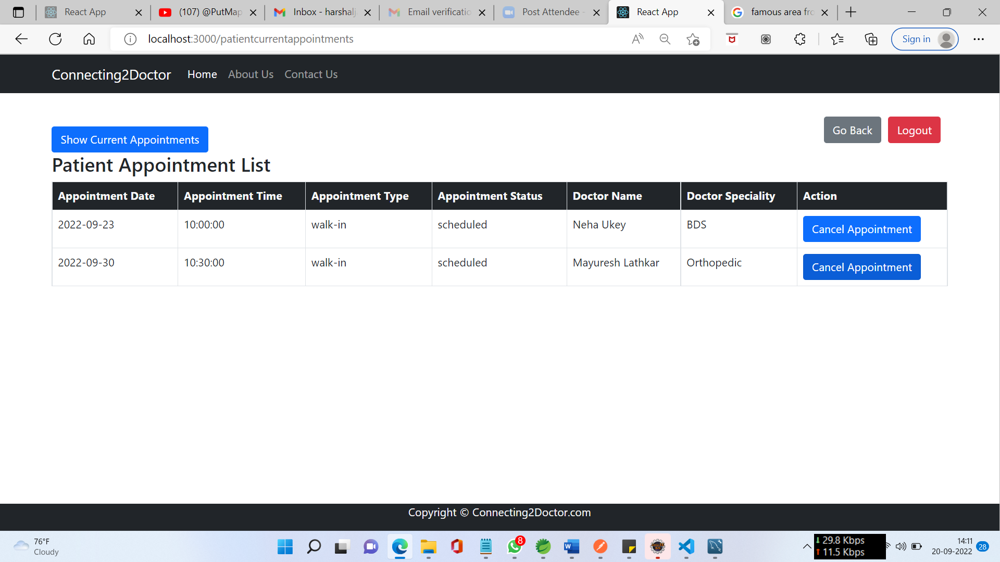 React App
(107) @PutMap
Inbox - harshalj
Email verificatio
Post Attendee -
React App
famous area fro
localhost:3000/patientcurrentappointments
Sign in
Connecting2Doctor Home About Us Contact Us
Go Back Logout
Show Current Appointments
Patient Appointment List
Appointment Date Appointment Time Appointment Type Appointment Status Doctor Name Doctor Speciality Action
2022-09-23 10:00:00 walk-in scheduled Neha Ukey BDS Cancel Appointment
2022-09-30 10:30:00 walk-in scheduled Mayuresh Lathkar Orthopedic Cancel Appointment
Copyright © Connecting2Doctor.com
76°F
Cloudy
8
↓ 29.8 Kbps
↑ 11.5 Kbps
14:11
20-09-2022
28